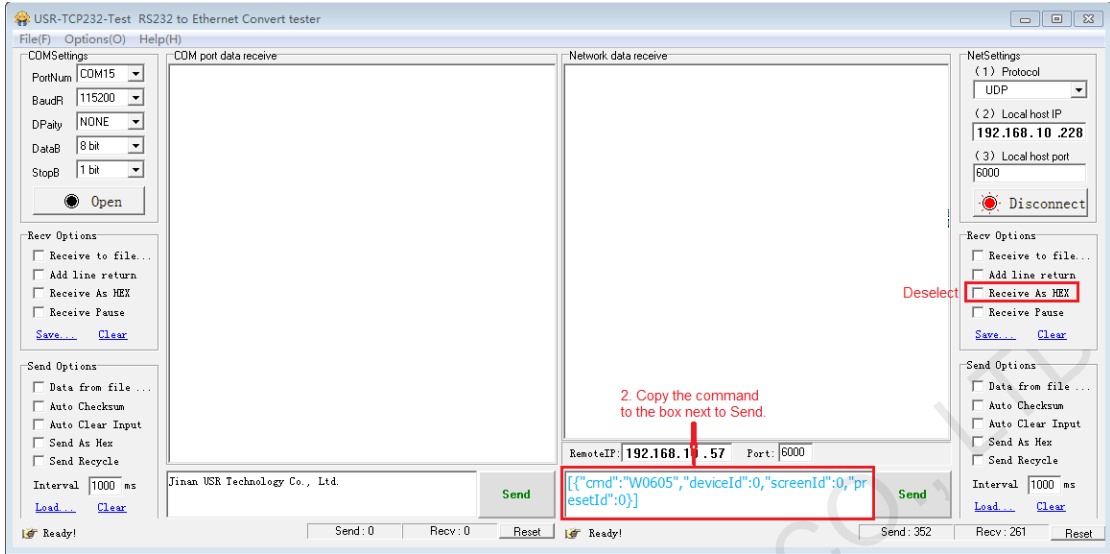 USR-TCP232-Test RS232 to Ethernet Convert tester
File(F) Options(O) Help(H)
COMSettings
PortNum COM15
BaudR 115200
DPaity NONE
DataB 8 bit
StopB 1 bit
Open
Recv Options
Receive to file...
Add line return
Receive As HEX
Receive Pause
Save... Clear
Send Options
Data from file ...
Auto Checksum
Auto Clear Input
Send As Hex
Send Recycle
Interval 1000 ms
Load... Clear
COM port data receive
Jinan USR Technology Co., Ltd.
Send
Network data receive
Deselect
2. Copy the command
to the box next to Send.
RemoteIP: 192.168. .57 Port: 6000
[{"cmd":"W0605","deviceId":0,"screenId":0,"pr
esetId":0}]
Send
NetSettings
(1) Protocol
UDP
(2) Local host IP
192.168.10.228
(3) Local host port
6000
Disconnect
Recv Options
Receive to file...
Add line return
Receive As HEX
Receive Pause
Save... Clear
Send Options
Data from file ...
Auto Checksum
Auto Clear Input
Send As Hex
Send Recycle
Interval 1000 ms
Load... Clear
Ready! Send : 0 Recv : 0 Reset
Ready! Send : 352 Recv : 261 Reset
CO.,LTD